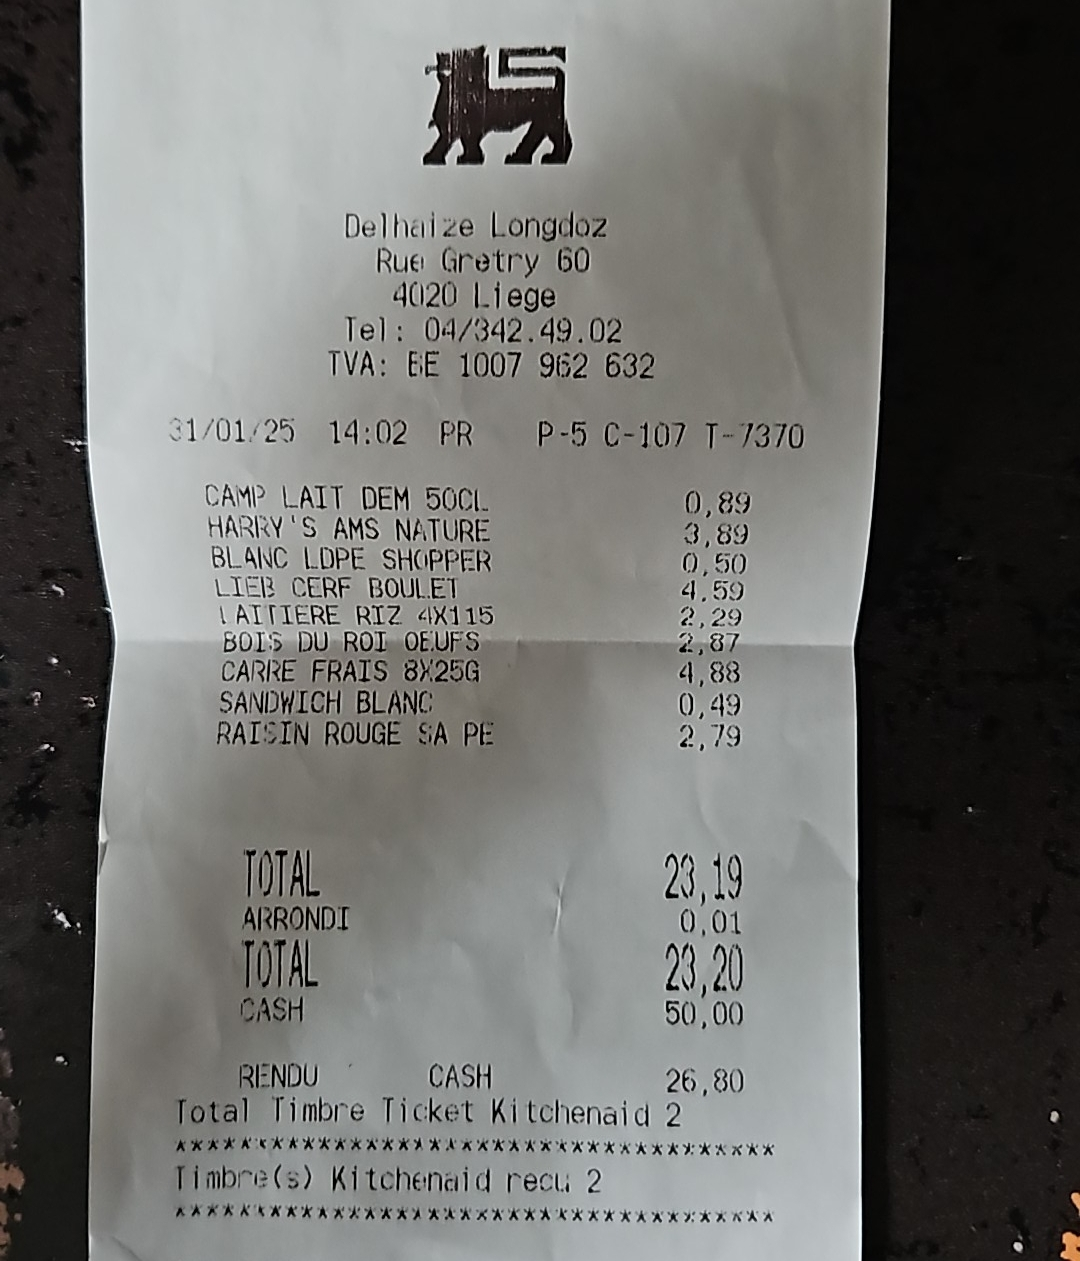 Delhaize Longdoz
Rue Gretry 60
4020 Liege
Tel: 04/342.49.02
TVA: BE 1007 962 632
31/01/25 14:02 PR P-5 C-107 T-7370
CAMP LAIT DEM 50CL 0,89
HARRY'S AMS NATURE 3,89
BLANC LDPE SHOPPER 0,50
LIEB CERF BOULET 4,59
LAITIERE RIZ 4X115 2,29
BOIS DU ROI OEUFS 2,87
CARRE FRAIS 8X25G 4,88
SANDWICH BLANC 0,49
RAISIN ROUGE SA PE 2,79
TOTAL 23,19
ARRONDI 0,01
TOTAL 23,20
CASH 50,00
RENDU CASH 26,80
Total Timbre Ticket Kitchenaid 2
**************************************
Timbre(s) Kitchenaid recu 2
**************************************